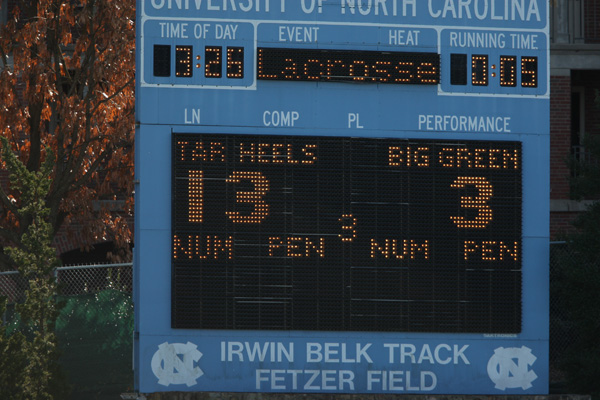 UNIVERSITY OF NORTH CAROLINA
TIME OF DAY EVENT HEAT RUNNING TIME
3:26 Lacrosse 0:05
LN COMP PL PERFORMANCE
TAR HEELS BIG GREEN
13 3
3
NUM PEN NUM PEN
NC IRWIN BELK TRACK NC
FETZER FIELD